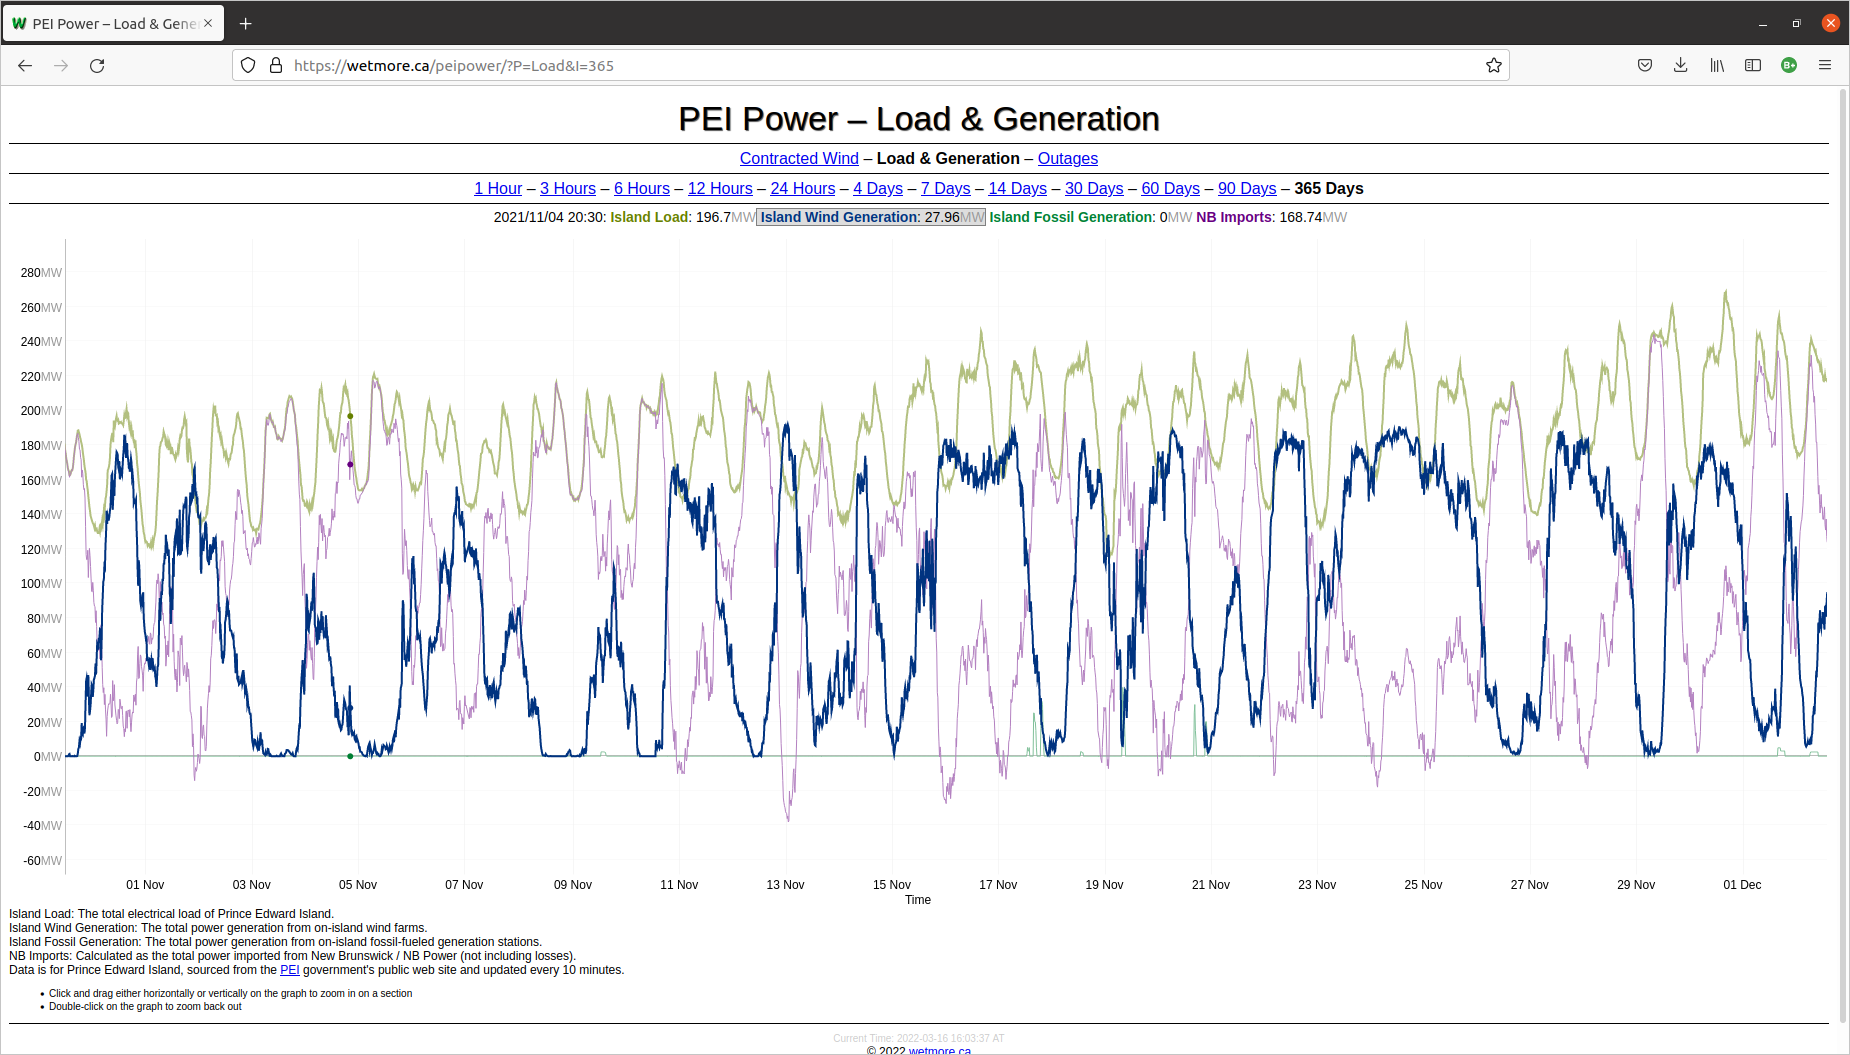 PEI Power – Load & Gene
https://wetmore.ca/peipower/?P=Load&I=365
PEI Power – Load & Generation
Contracted Wind – Load & Generation – Outages
1 Hour – 3 Hours – 6 Hours – 12 Hours – 24 Hours – 4 Days – 7 Days – 14 Days – 30 Days – 60 Days – 90 Days – 365 Days
2021/11/04 20:30: Island Load: 196.7MW Island Wind Generation: 27.96MW Island Fossil Generation: 0MW NB Imports: 168.74MW
280MW
260MW
240MW
220MW
200MW
180MW
160MW
140MW
120MW
100MW
80MW
60MW
40MW
20MW
0MW
-20MW
-40MW
-60MW
01 Nov 03 Nov 05 Nov 07 Nov 09 Nov 11 Nov 13 Nov 15 Nov 17 Nov 19 Nov 21 Nov 23 Nov 25 Nov 27 Nov 29 Nov 01 Dec
Time
Island Load: The total electrical load of Prince Edward Island.
Island Wind Generation: The total power generation from on-island wind farms.
Island Fossil Generation: The total power generation from on-island fossil-fueled generation stations.
NB Imports: Calculated as the total power imported from New Brunswick / NB Power (not including losses).
Data is for Prince Edward Island, sourced from the PEI government's public web site and updated every 10 minutes.
• Click and drag either horizontally or vertically on the graph to zoom in on a section
• Double-click on the graph to zoom back out
Current Time: 2022-03-16 16:03:37 AT
© 2022 wetmore.ca